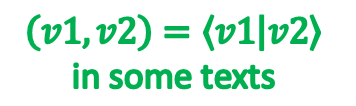 (v1, v2) = ⟨v1|v2⟩
in some texts